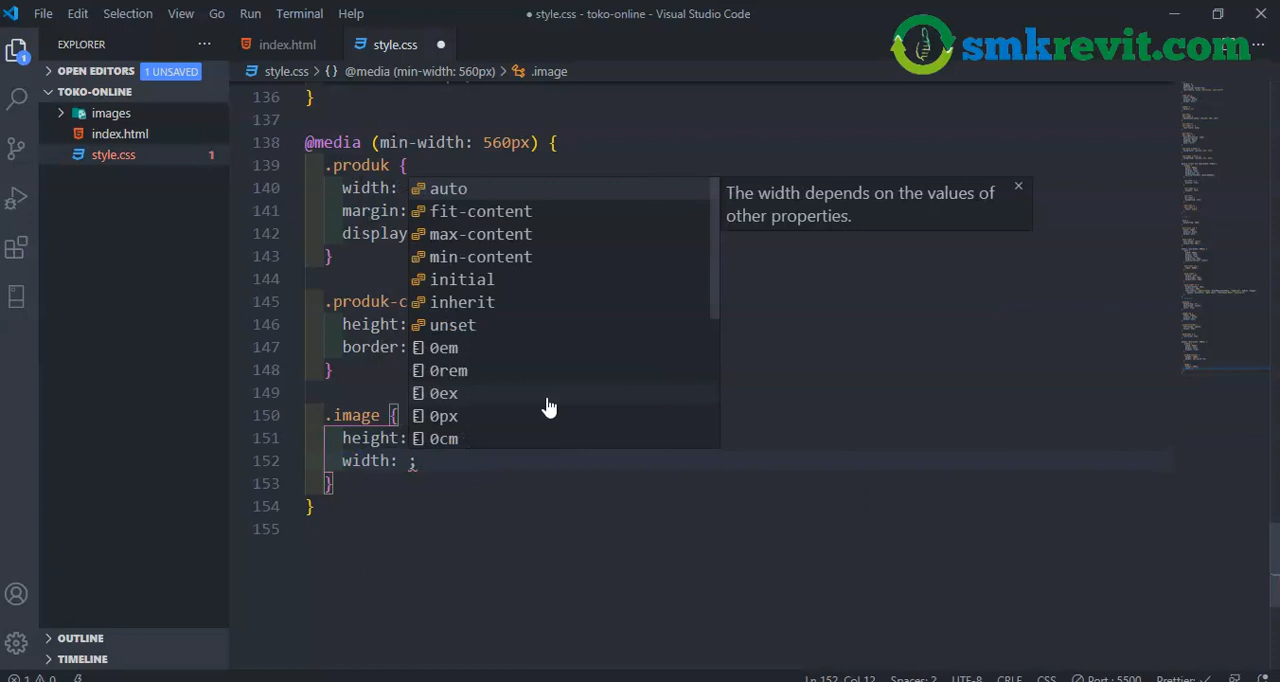 File Edit Selection View Go Run Terminal Help
● style.css - toko-online - Visual Studio Code
smkrevit.com
EXPLORER
index.html
style.css
OPEN EDITORS 1 UNSAVED
style.css > {} @media (min-width: 560px) > .image
TOKO-ONLINE
images
index.html
style.css 1
136 }
137
138 @media (min-width: 560px) {
139 .produk {
140 width:
141 margin:
142 display
143 }
144
145 .produk-c
146 height:
147 border:
148 }
149
150 .image {
151 height:
152 width: ;
153 }
154 }
155
auto
fit-content
max-content
min-content
initial
inherit
unset
0em
0rem
0ex
0px
0cm
The width depends on the values of
other properties.
OUTLINE
TIMELINE
1 0
Ln 152, Col 12 Spaces: 2 UTF-8 CRLF CSS Port : 5500 Prettier